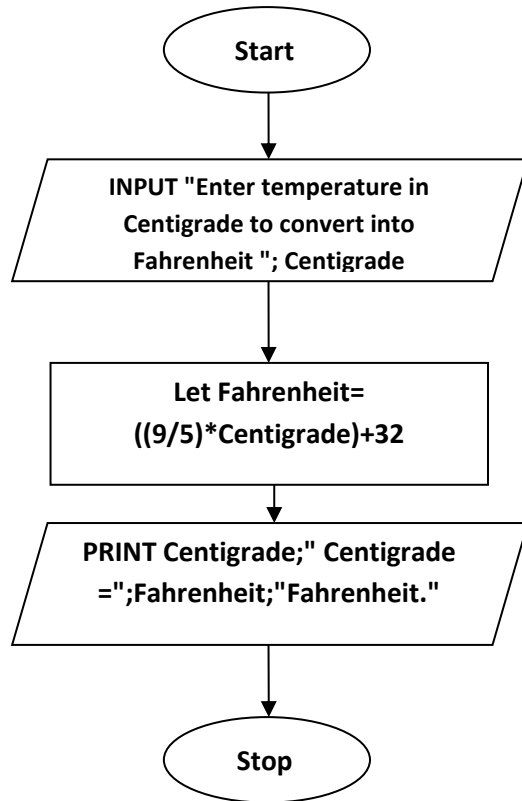 Start
INPUT "Enter temperature in
Centigrade to convert into
Fahrenheit "; Centigrade
Let Fahrenheit=
((9/5)*Centigrade)+32
PRINT Centigrade;" Centigrade
=";Fahrenheit;"Fahrenheit."
Stop